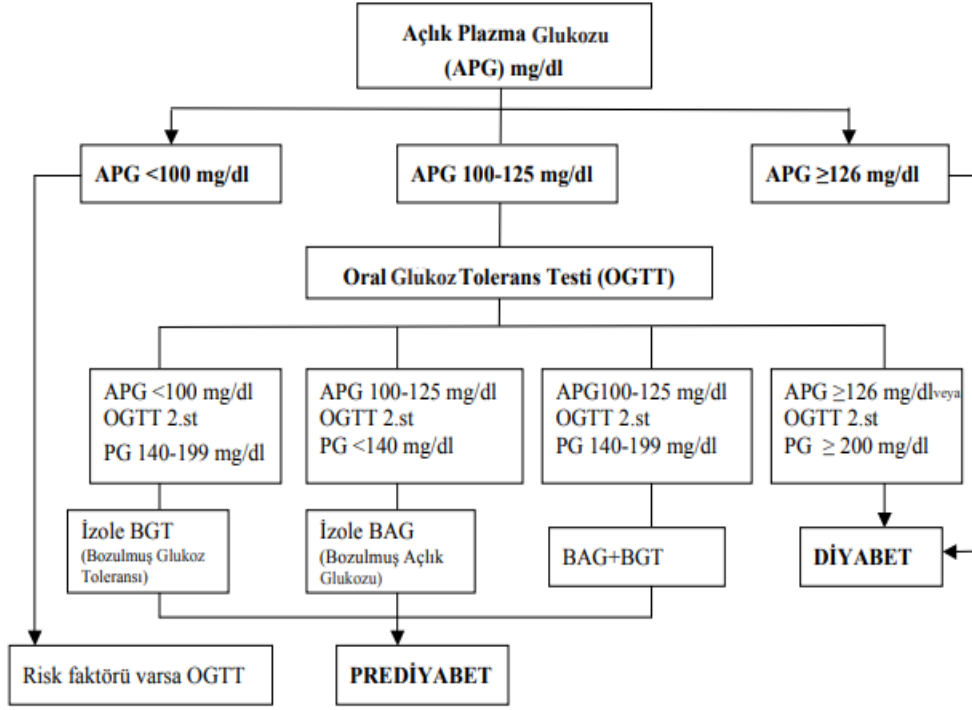 Açlık Plazma Glukozu
(APG) mg/dl
APG <100 mg/dl
APG 100-125 mg/dl
APG ≥126 mg/dl
Oral Glukoz Tolerans Testi (OGTT)
APG <100 mg/dl
OGTT 2.st
PG 140-199 mg/dl
APG 100-125 mg/dl
OGTT 2.st
PG <140 mg/dl
APG100-125 mg/dl
OGTT 2.st
PG 140-199 mg/dl
APG ≥126 mg/dl veya
OGTT 2.st
PG ≥ 200 mg/dl
İzole BGT
(Bozulmuş Glukoz
Toleransı)
İzole BAG
(Bozulmuş Açlık
Glukozu)
BAG+BGT
DİYABET
Risk faktörü varsa OGTT
PREDİYABET